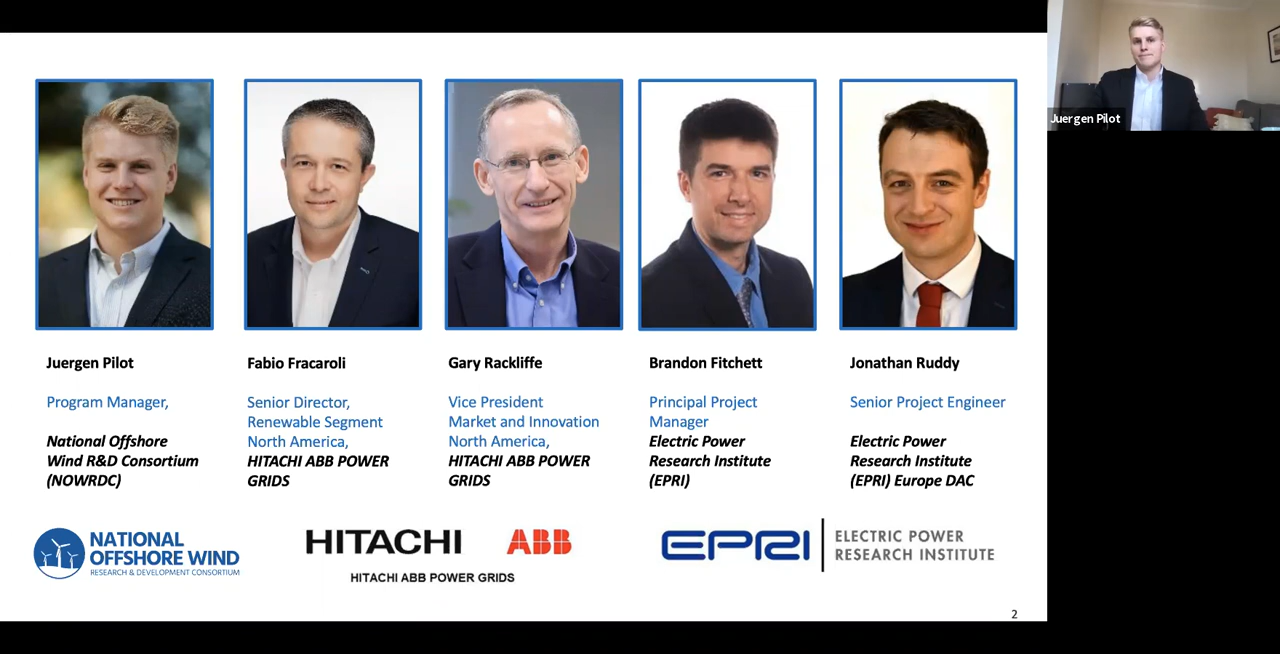 Juergen Pilot
Juergen Pilot
Program Manager,
National Offshore
Wind R&D Consortium
(NOWRDC)
Fabio Fracaroli
Senior Director,
Renewable Segment
North America,
HITACHI ABB POWER
GRIDS
Gary Rackliffe
Vice President
Market and Innovation
North America,
HITACHI ABB POWER
GRIDS
Brandon Fitchett
Principal Project
Manager
Electric Power
Research Institute
(EPRI)
Jonathan Ruddy
Senior Project Engineer
Electric Power
Research Institute
(EPRI) Europe DAC
NATIONAL
OFFSHORE WIND
RESEARCH & DEVELOPMENT CONSORTIUM
HITACHI ABB
HITACHI ABB POWER GRIDS
EPRI
ELECTRIC POWER
RESEARCH INSTITUTE
2